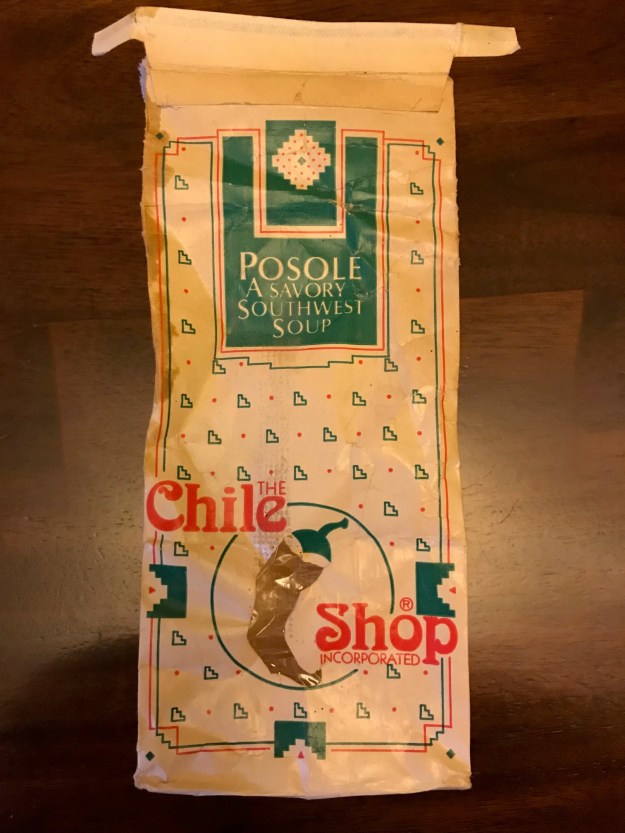 POSOLE
A SAVORY
SOUTHWEST
SOUP
THE
Chile
®
Shop
INCORPORATED